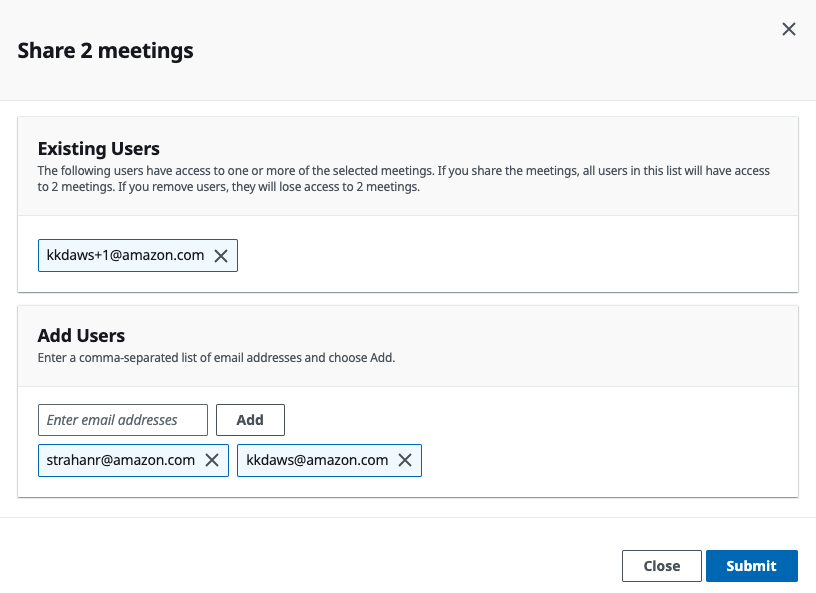 Share 2 meetings
Existing Users
The following users have access to one or more of the selected meetings. If you share the meetings, all users in this list will have access
to 2 meetings. If you remove users, they will lose access to 2 meetings.
kkdaws+1@amazon.com
Add Users
Enter a comma-separated list of email addresses and choose Add.
Enter email addresses Add
strahanr@amazon.com kkdaws@amazon.com
Close Submit